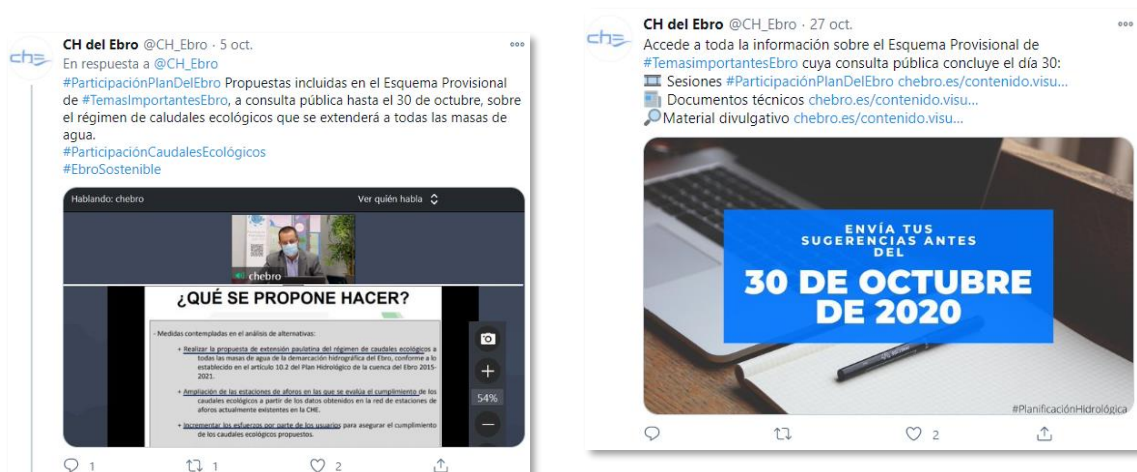 che
CH del Ebro @CH_Ebro · 5 oct.
En respuesta a @CH_Ebro
#ParticipaciónPlanDelEbro Propuestas incluidas en el Esquema Provisional
de #TemasImportantesEbro, a consulta pública hasta el 30 de octubre, sobre
el régimen de caludales ecológicos que se extenderá a todas las masas de
agua.
#ParticipaciónCaudalesEcológicos
#EbroSostenible
Hablando: chebro
Ver quién habla
chebro
¿QUÉ SE PROPONE HACER?
- Medidas contempladas en el análisis de alternativas:
+ Realizar la propuesta de extensión paulatina del régimen de caudales ecológicos a
todas las masas de agua de la demarcación hidrográfica del Ebro, conforme a lo
establecido en el artículo 10.2 del Plan Hidrológico de la cuenca del Ebro 2015-
2021.
+ Ampliación de las estaciones de aforos en las que se evalúa el cumplimiento de los
caudales ecológicos a partir de los datos obtenidos en la red de estaciones de
aforos actualmente existentes en la CHE.
+ Incrementar los esfuerzos por parte de los usuarios para asegurar el cumplimiento
de los caudales ecológicos propuestos.
54%
1
1
2
che
CH del Ebro @CH_Ebro · 27 oct.
Accede a toda la información sobre el Esquema Provisional de
#TemasimportantesEbro cuya consulta pública concluye el día 30:
Sesiones #ParticipaciónPlanDelEbro chebro.es/contenido.visu...
Documentos técnicos chebro.es/contenido.visu...
Material divulgativo chebro.es/contenido.visu...
ENVÍA TUS
SUGERENCIAS ANTES
DEL
30 DE OCTUBRE
DE 2020
#PlanificaciónHidrológica
2